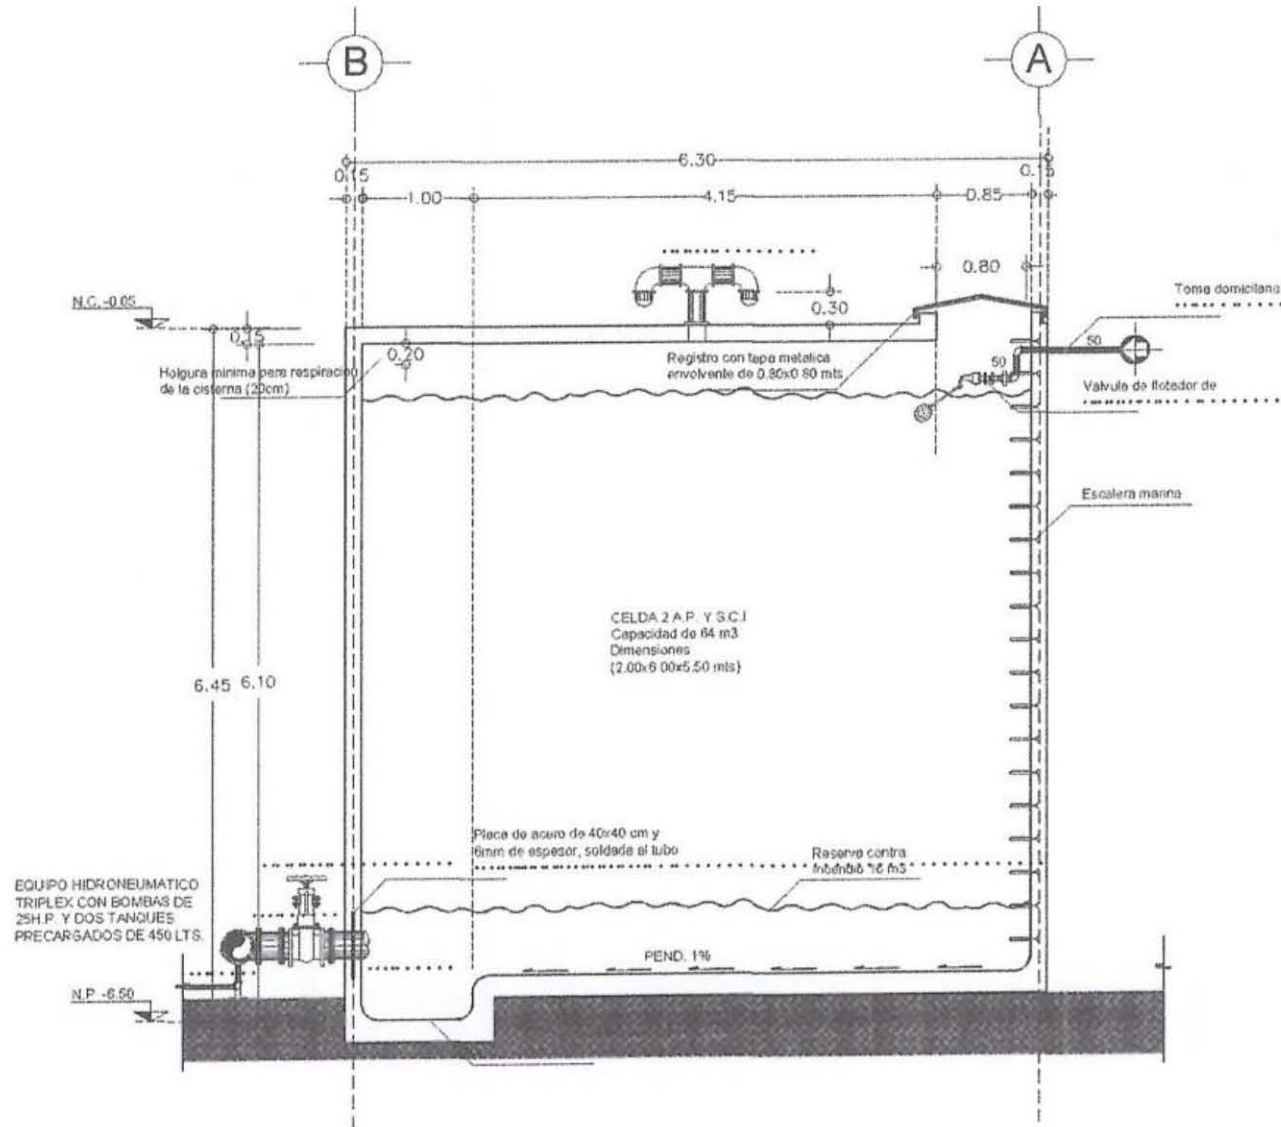 B
A
6.30
0.15
0.15
1.00
4.15
0.85
0.80
N.C. -0.05
0.30
Toma domiciliaria
0.15
0.20
50
Holgura minima para respiracion
de la cisterna (20cm)
Registro con tapa metalica
envolvente de 0.80x0.80 mts
50
Valvula de flotador de
Escalera marina
CELDA 2 A.P. Y S.C.I
Capacidad de 64 m3
Dimensiones
(2.00x6.00x5.50 mts)
6.45
6.10
Placa de acero de 40x40 cm y
6mm de espesor, soldada al tubo
Reserva contra
incendio 16 m3
EQUIPO HIDRONEUMATICO
TRIPLEX CON BOMBAS DE
25H.P. Y DOS TANQUES
PRECARGADOS DE 450 LTS.
PEND. 1%
N.P. -6.50